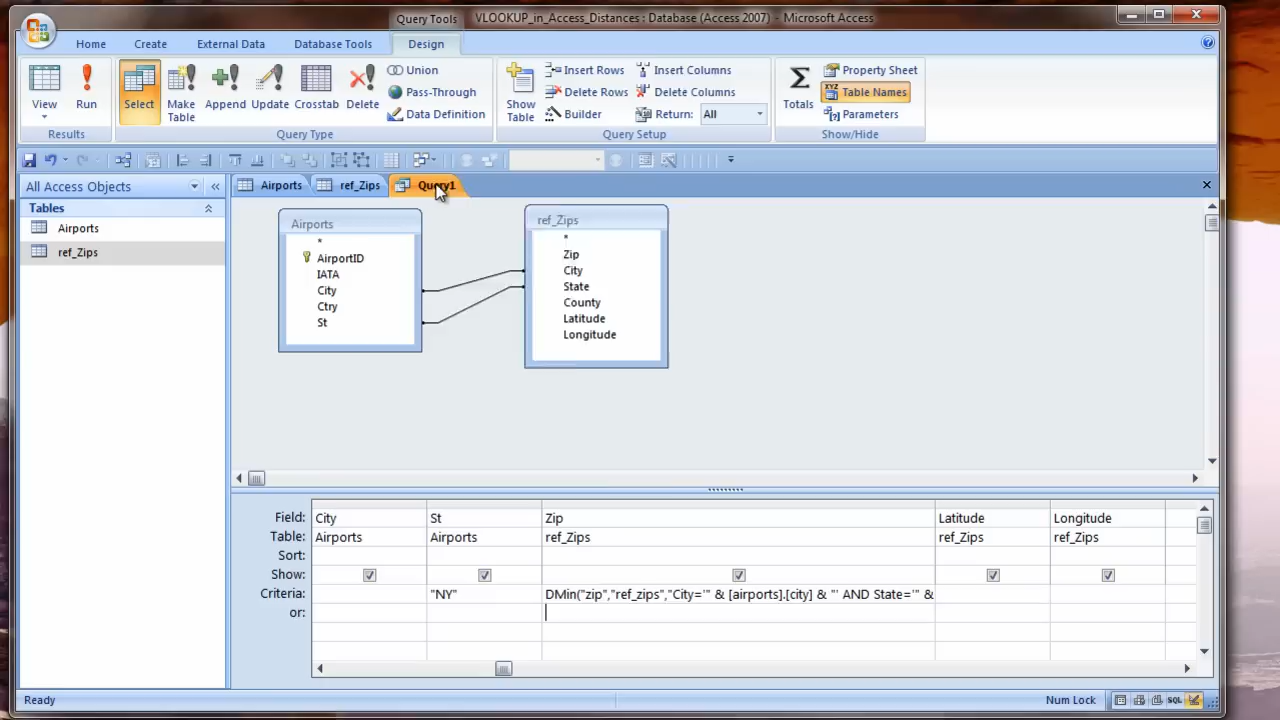 Query Tools
VLOOKUP_in_Access_Distances : Database (Access 2007) - Microsoft Access
Home Create External Data Database Tools Design
View Run
Results
Select Make Table Append Update Crosstab Delete
Union
Pass-Through
Data Definition
Query Type
Show Table
Insert Rows
Delete Rows
Builder
Insert Columns
Delete Columns
Return: All
Query Setup
Totals
Property Sheet
XYZ Table Names
Parameters
Show/Hide
All Access Objects
Tables
Airports
ref_Zips
Airports ref_Zips Query1
Airports
*
AirportID
IATA
City
Ctry
St
ref_Zips
*
Zip
City
State
County
Latitude
Longitude
Field: City St Zip Latitude Longitude
Table: Airports Airports ref_Zips ref_Zips ref_Zips
Sort:
Show:
Criteria: "NY" DMin("zip","ref_zips","City='" & [airports].[city] & "' AND State='" &
or:
Ready
Num Lock
SQL